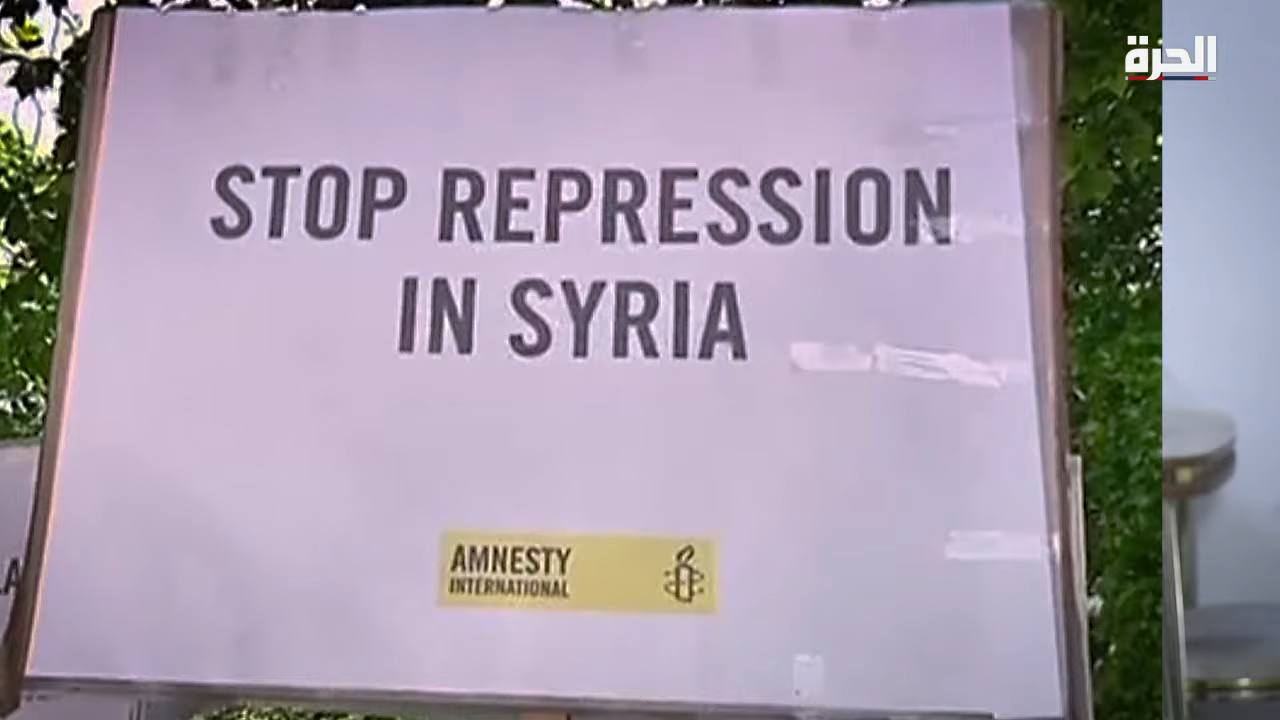 الحرة
STOP REPRESSION
IN SYRIA
AMNESTY
INTERNATIONAL